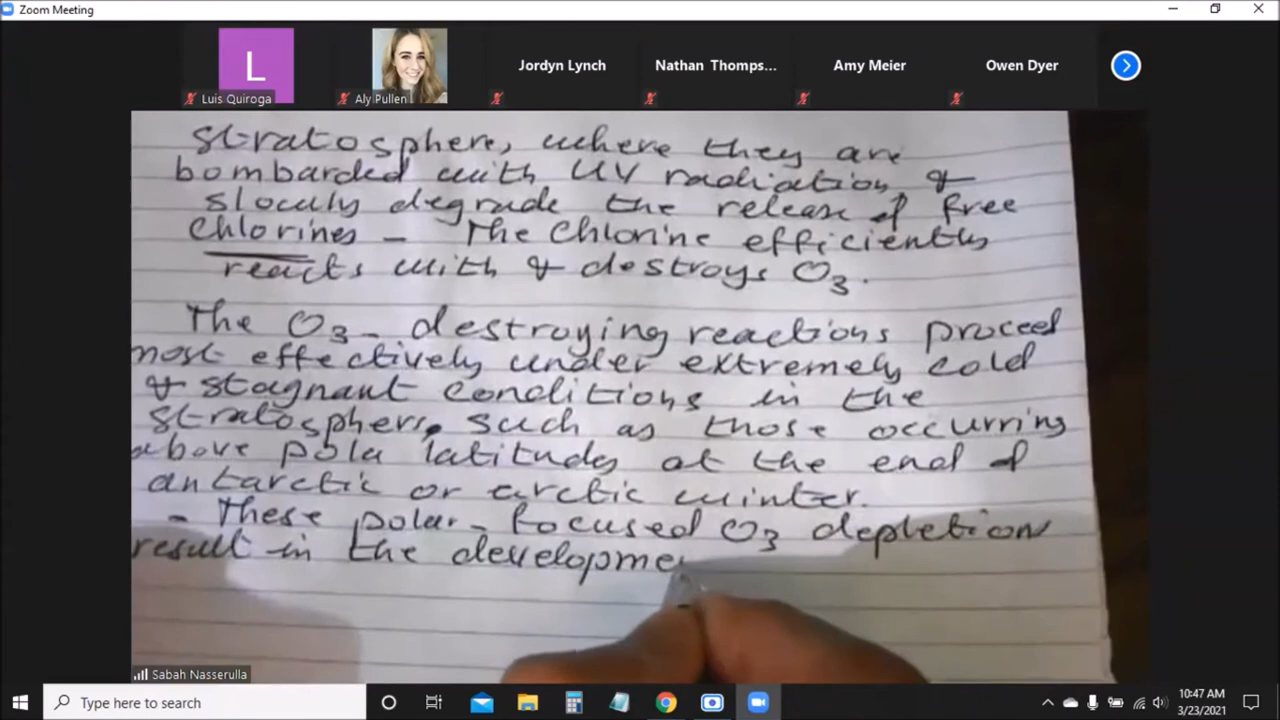 Zoom Meeting
L
Luis Quiroga
Aly Pullen
Jordyn Lynch
Nathan Thomps...
Amy Meier
Owen Dyer
stratosphere, where they are
bombarded with UV radiation, &
slowly degrade the release of free
Chlorines - The Chlorine efficiently
reacts with & destroys O3.
The O3 - destroying reactions proceed
most effectively under extremely cold
& stagnant conditions in the
stratosphere, such as those occurring
above pola latitudes at the end of
antarctic or arctic winter.
- These polar - focused O3 depletion
result in the developme
Sabah Nasserulla
Type here to search
10:47 AM
3/23/2021